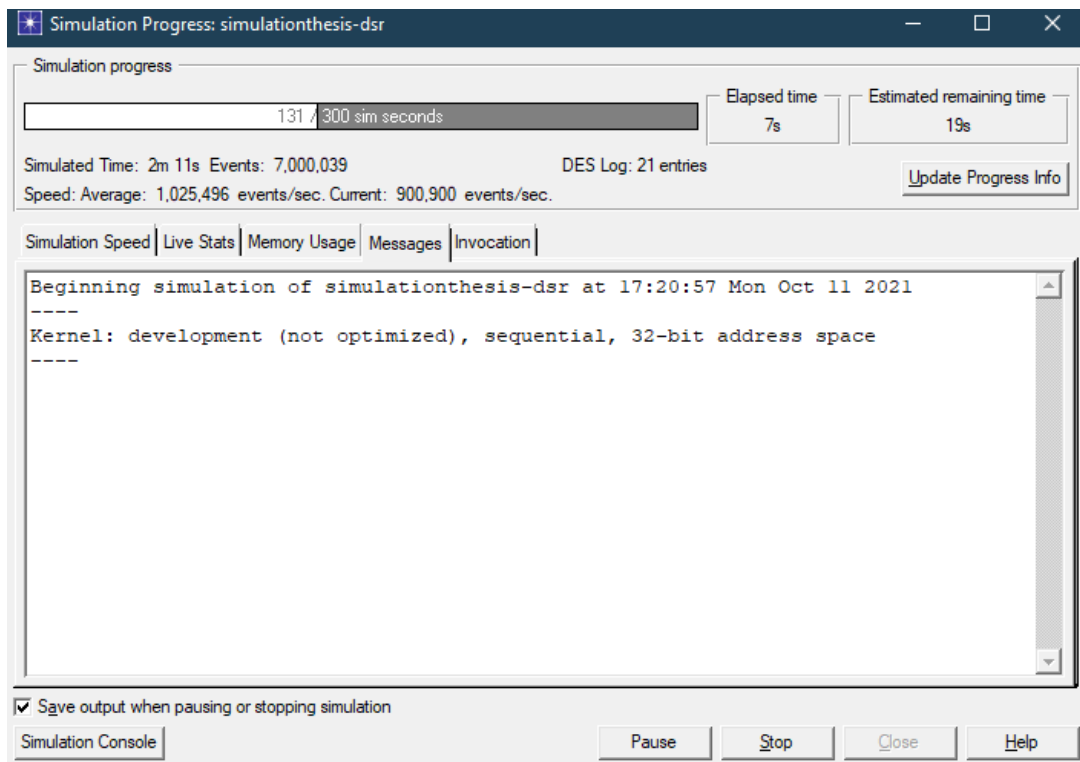 Simulation Progress: simulationthesis-dsr
Simulation progress
131 / 300 sim seconds
Elapsed time
7s
Estimated remaining time
19s
Simulated Time: 2m 11s Events: 7,000,039
DES Log: 21 entries
Speed: Average: 1,025,496 events/sec. Current: 900,900 events/sec.
Update Progress Info
Simulation Speed Live Stats Memory Usage Messages Invocation
Beginning simulation of simulationthesis-dsr at 17:20:57 Mon Oct 11 2021
----
Kernel: development (not optimized), sequential, 32-bit address space
----
Save output when pausing or stopping simulation
Simulation Console Pause Stop Close Help